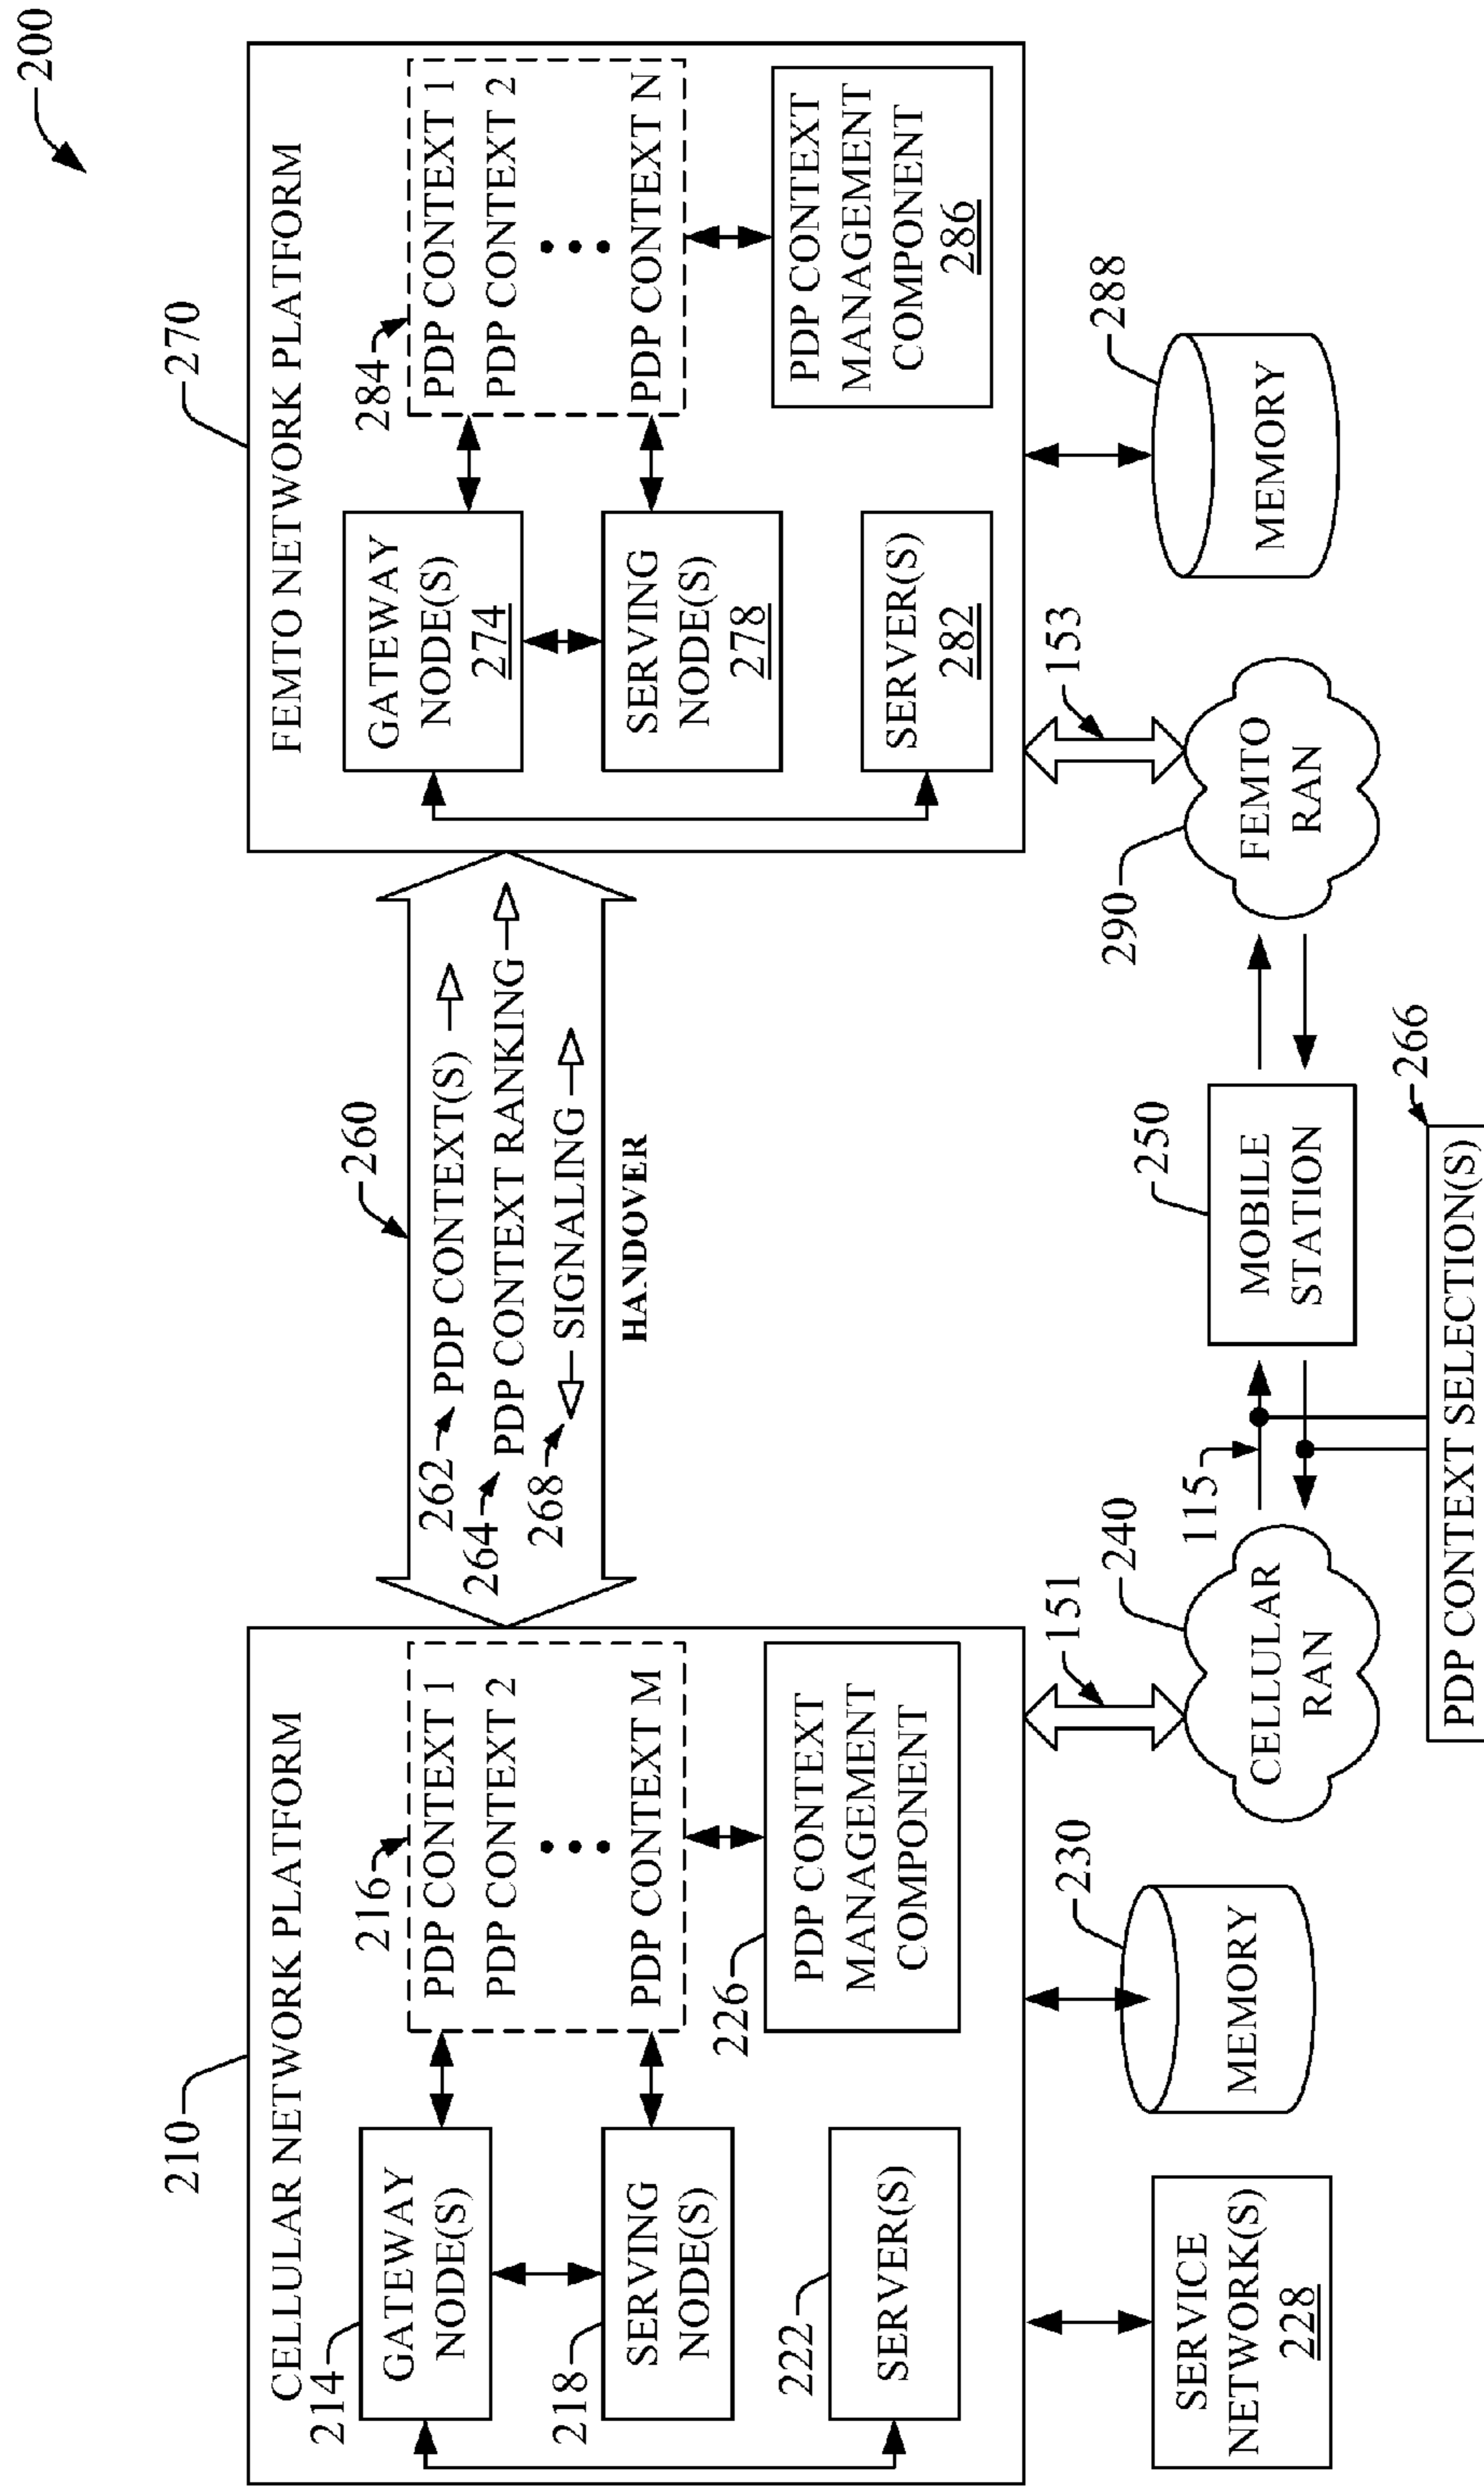 200
210
CELLULAR NETWORK PLATFORM
214
GATEWAY
NODE(S)
216
PDP CONTEXT 1
PDP CONTEXT 2
PDP CONTEXT M
218
SERVING
NODE(S)
226
PDP CONTEXT
MANAGEMENT
COMPONENT
222
SERVER(S)
SERVICE
NETWORK(S)
228
230
MEMORY
151
240
CELLULAR
RAN
115
260
262
PDP CONTEXT(S)
264
PDP CONTEXT RANKING
268
SIGNALING
HANDOVER
250
MOBILE
STATION
266
PDP CONTEXT SELECTION(S)
270
FEMTO NETWORK PLATFORM
GATEWAY
NODE(S)
274
284
PDP CONTEXT 1
PDP CONTEXT 2
PDP CONTEXT N
SERVING
NODE(S)
278
PDP CONTEXT
MANAGEMENT
COMPONENT
286
SERVER(S)
282
153
290
FEMTO
RAN
288
MEMORY